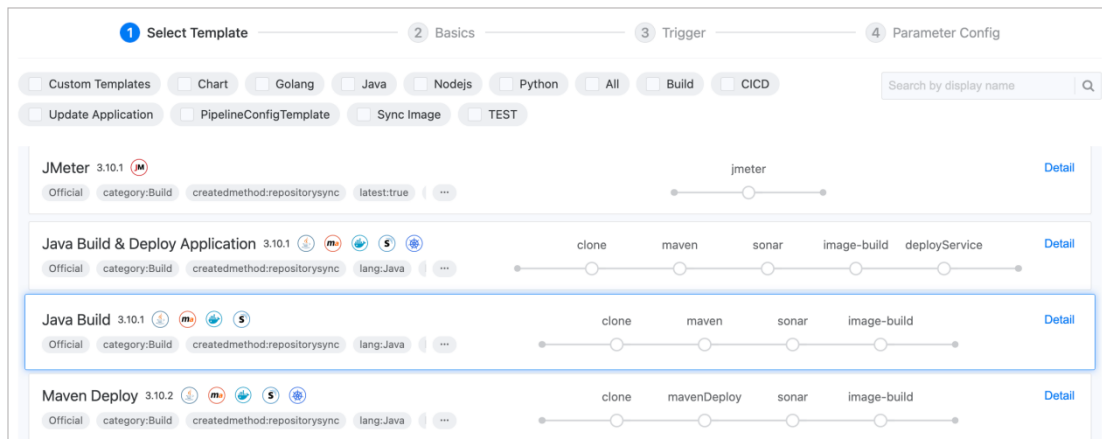 1 Select Template 2 Basics 3 Trigger 4 Parameter Config
Custom Templates Chart Golang Java Nodejs Python All Build CICD Search by display name
Update Application PipelineConfigTemplate Sync Image TEST
JMeter 3.10.1 JM jmeter Detail
Official category:Build createdmethod:repositorysync latest:true ...
Java Build & Deploy Application 3.10.1 ma S clone maven sonar image-build deployService Detail
Official category:Build createdmethod:repositorysync lang:Java ...
Java Build 3.10.1 ma S clone maven sonar image-build Detail
Official category:Build createdmethod:repositorysync lang:Java ...
Maven Deploy 3.10.2 ma S clone mavenDeploy sonar image-build Detail
Official category:Build createdmethod:repositorysync lang:Java ...